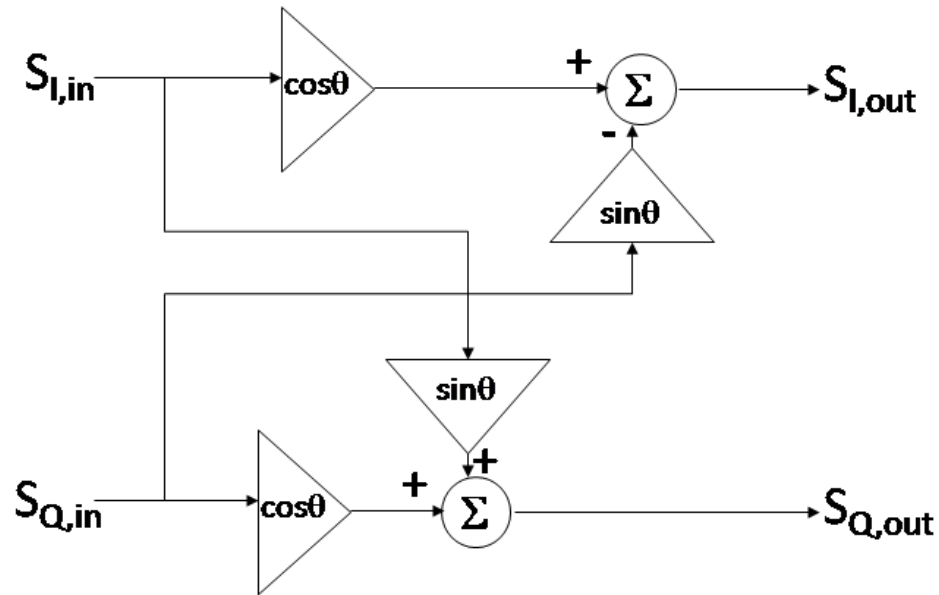 S_I,in
cosθ
+
Σ
S_I,out
-
sinθ
sinθ
+
S_Q,in
cosθ
+
Σ
S_Q,out